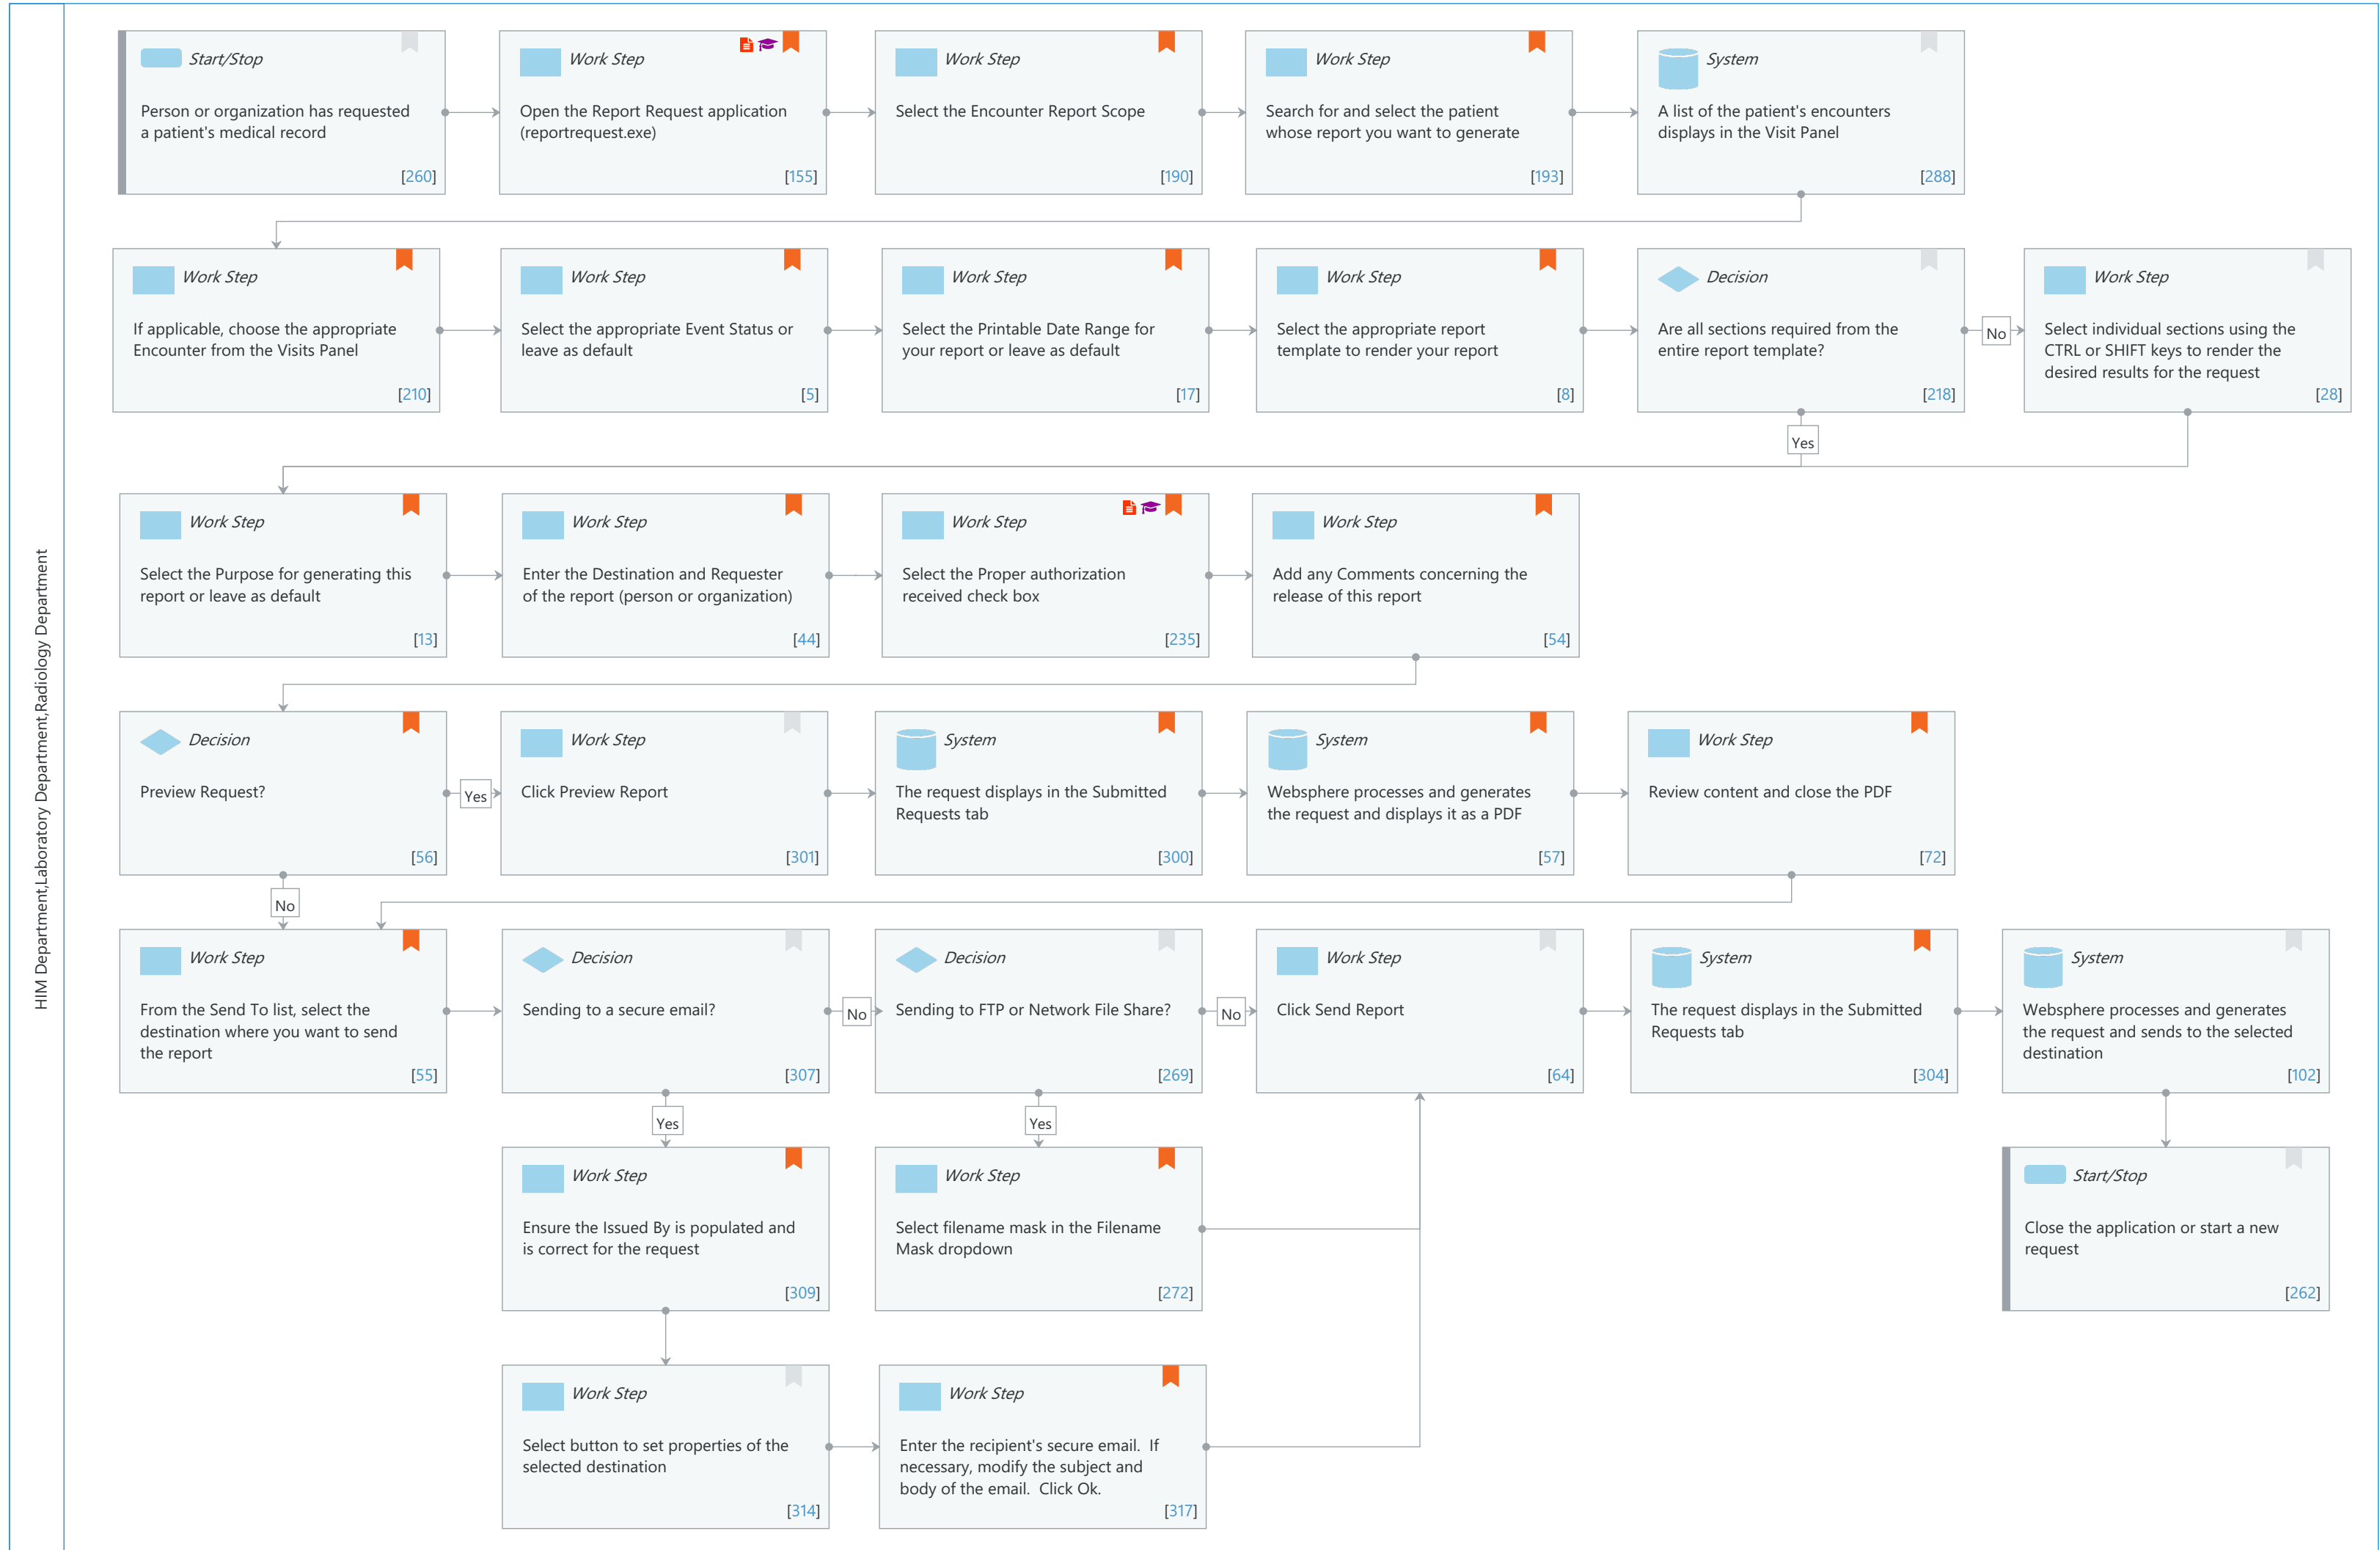 HIM Department,Laboratory Department,Radiology Department
Start/Stop
Person or organization has requested
a patient's medical record
[260]
Work Step
Open the Report Request application
(reportrequest.exe)
[155]
Work Step
Select the Encounter Report Scope
[190]
Work Step
Search for and select the patient
whose report you want to generate
[193]
System
A list of the patient's encounters
displays in the Visit Panel
[288]
Work Step
If applicable, choose the appropriate
Encounter from the Visits Panel
[210]
Work Step
Select the appropriate Event Status or
leave as default
[5]
Work Step
Select the Printable Date Range for
your report or leave as default
[17]
Work Step
Select the appropriate report
template to render your report
[8]
Decision
Are all sections required from the
entire report template?
[218]
No
Work Step
Select individual sections using the
CTRL or SHIFT keys to render the
desired results for the request
[28]
Yes
Work Step
Select the Purpose for generating this
report or leave as default
[13]
Work Step
Enter the Destination and Requester
of the report (person or organization)
[44]
Work Step
Select the Proper authorization
received check box
[235]
Work Step
Add any Comments concerning the
release of this report
[54]
Decision
Preview Request?
[56]
Yes
Work Step
Click Preview Report
[301]
System
The request displays in the Submitted
Requests tab
[300]
System
Websphere processes and generates
the request and displays it as a PDF
[57]
Work Step
Review content and close the PDF
[72]
No
Work Step
From the Send To list, select the
destination where you want to send
the report
[55]
Decision
Sending to a secure email?
[307]
No
Decision
Sending to FTP or Network File Share?
[269]
No
Work Step
Click Send Report
[64]
System
The request displays in the Submitted
Requests tab
[304]
System
Websphere processes and generates
the request and sends to the selected
destination
[102]
Yes
Yes
Work Step
Ensure the Issued By is populated and
is correct for the request
[309]
Work Step
Select filename mask in the Filename
Mask dropdown
[272]
Start/Stop
Close the application or start a new
request
[262]
Work Step
Select button to set properties of the
selected destination
[314]
Work Step
Enter the recipient's secure email.  If
necessary, modify the subject and
body of the email.  Click Ok.
[317]